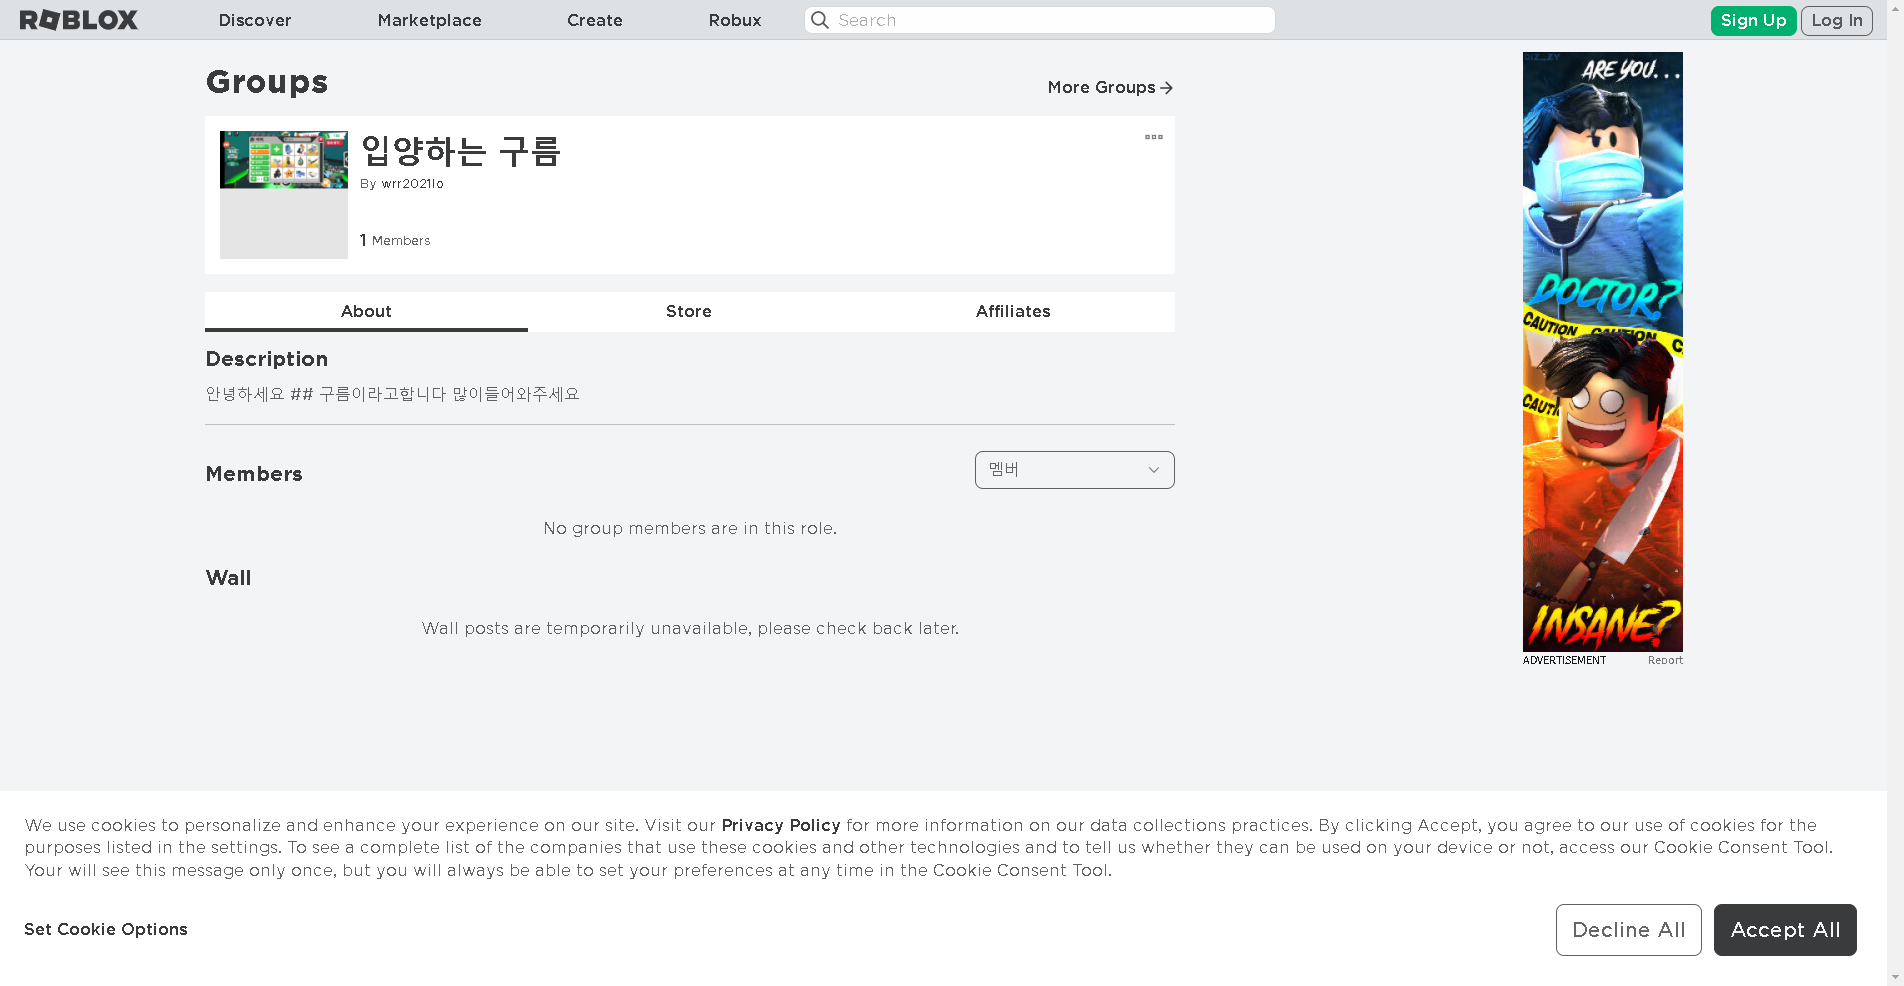 ROBLOX
Discover
Marketplace
Create
Robux
Search
Sign Up
Log In
Groups
More Groups
입양하는 구름
By wrr2021lo
1 Members
About
Store
Affiliates
Description
안녕하세요 ## 구름이라고합니다 많이들어와주세요
Members
멤버
No group members are in this role.
Wall
Wall posts are temporarily unavailable, please check back later.
ARE YOU...
DOCTOR?
CAUTION CAUTION C
CAUTI
INSANE?
ADVERTISEMENT
Report
We use cookies to personalize and enhance your experience on our site. Visit our Privacy Policy for more information on our data collections practices. By clicking Accept, you agree to our use of cookies for the
purposes listed in the settings. To see a complete list of the companies that use these cookies and other technologies and to tell us whether they can be used on your device or not, access our Cookie Consent Tool.
Your will see this message only once, but you will always be able to set your preferences at any time in the Cookie Consent Tool.
Set Cookie Options
Decline All
Accept All